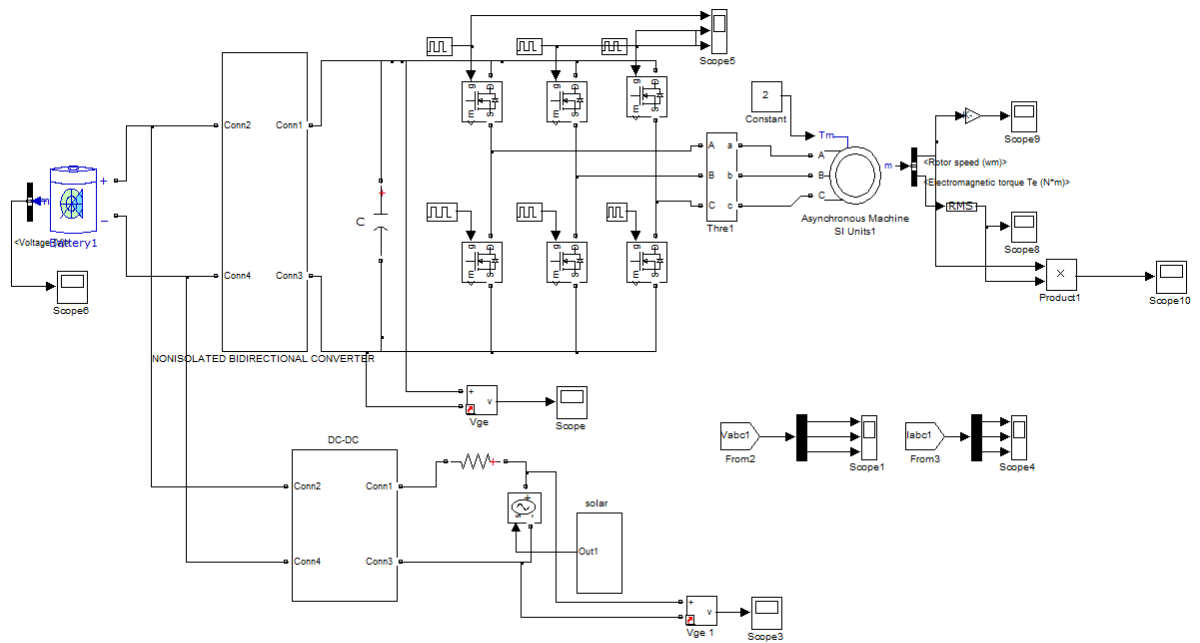 Scope5
g
D
E
S
g
D
E
S
g
D
E
S
2
Constant
Scope9
Conn2
Conn1
A
a
B
b
C
c
Thre1
Tm
A
B
C
m
Asynchronous Machine
SI Units1
<Rotor speed (wm)>
<Electromagnetic torque Te (N*m)>
RMS
Scope8
+
m
−
Battery1
Scope6
C
g
D
E
S
g
D
E
S
g
D
E
S
×
Product1
Scope10
Conn4
Conn3
NONISOLATED BIDIRECTIONAL CONVERTER
+
v
Vge
Scope
Vabc1
From2
Scope1
Iabc1
From3
Scope4
DC-DC
Conn2
Conn1
Conn4
Conn3
solar
Out1
+
v
Vge 1
Scope3